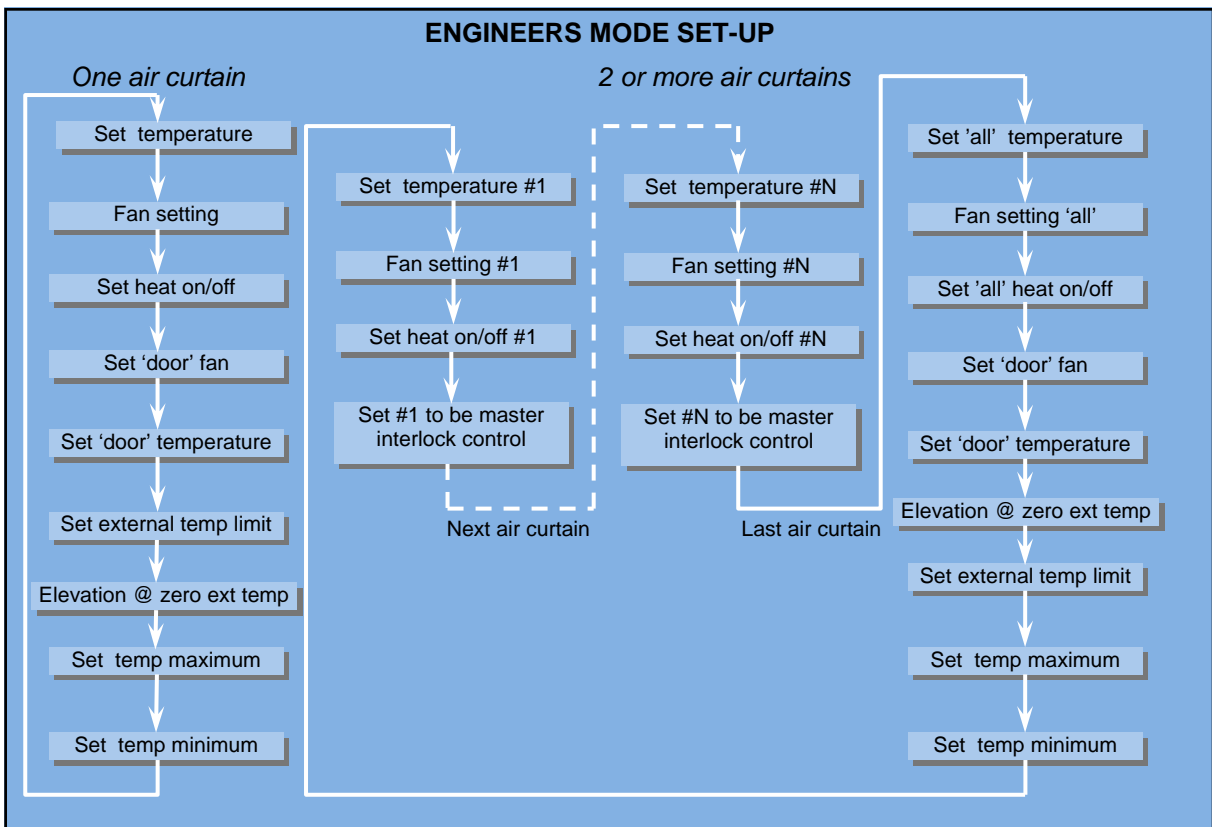 ENGINEERS MODE SET-UP
One air curtain
Set temperature
Fan setting
Set heat on/off
Set ‘door’ fan
Set ‘door’ temperature
Set external temp limit
Elevation @ zero ext temp
Set temp maximum
Set temp minimum
2 or more air curtains
Set temperature #1
Fan setting #1
Set heat on/off #1
Set #1 to be master
interlock control
Next air curtain
Set temperature #N
Fan setting #N
Set heat on/off #N
Set #N to be master
interlock control
Last air curtain
Set 'all' temperature
Fan setting ‘all’
Set 'all' heat on/off
Set ‘door’ fan
Set ‘door’ temperature
Elevation @ zero ext temp
Set external temp limit
Set temp maximum
Set temp minimum